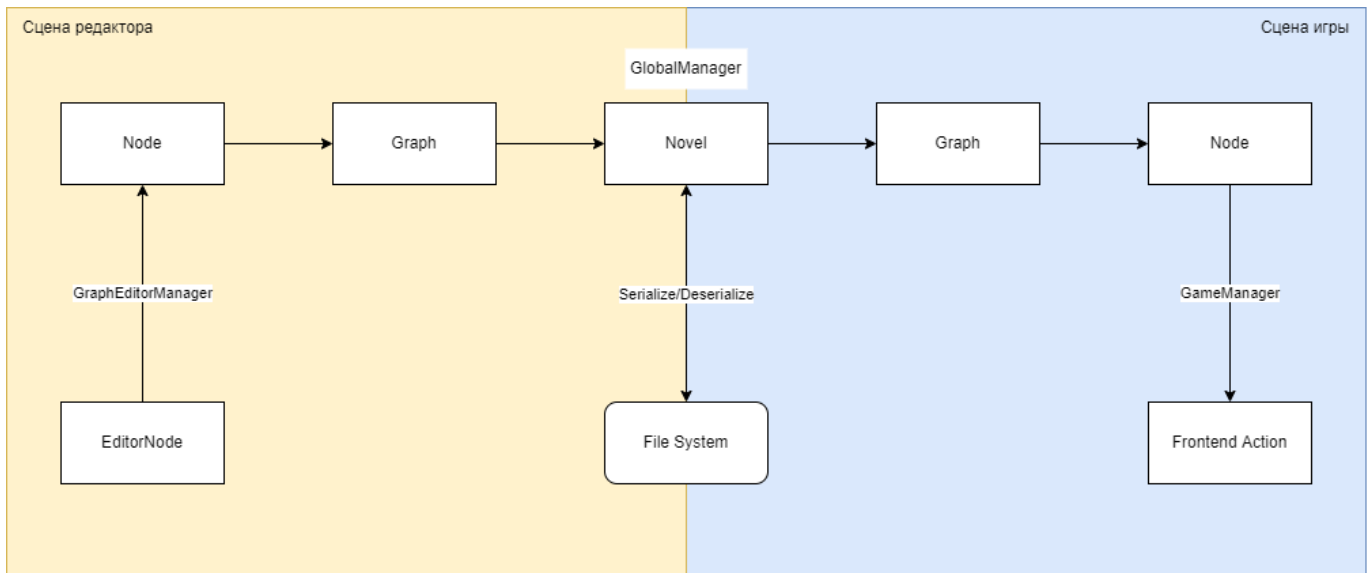 Сцена редактора
Сцена игры
GlobalManager
Node
Graph
Novel
Graph
Node
GraphEditorManager
Serialize/Deserialize
GameManager
EditorNode
File System
Frontend Action